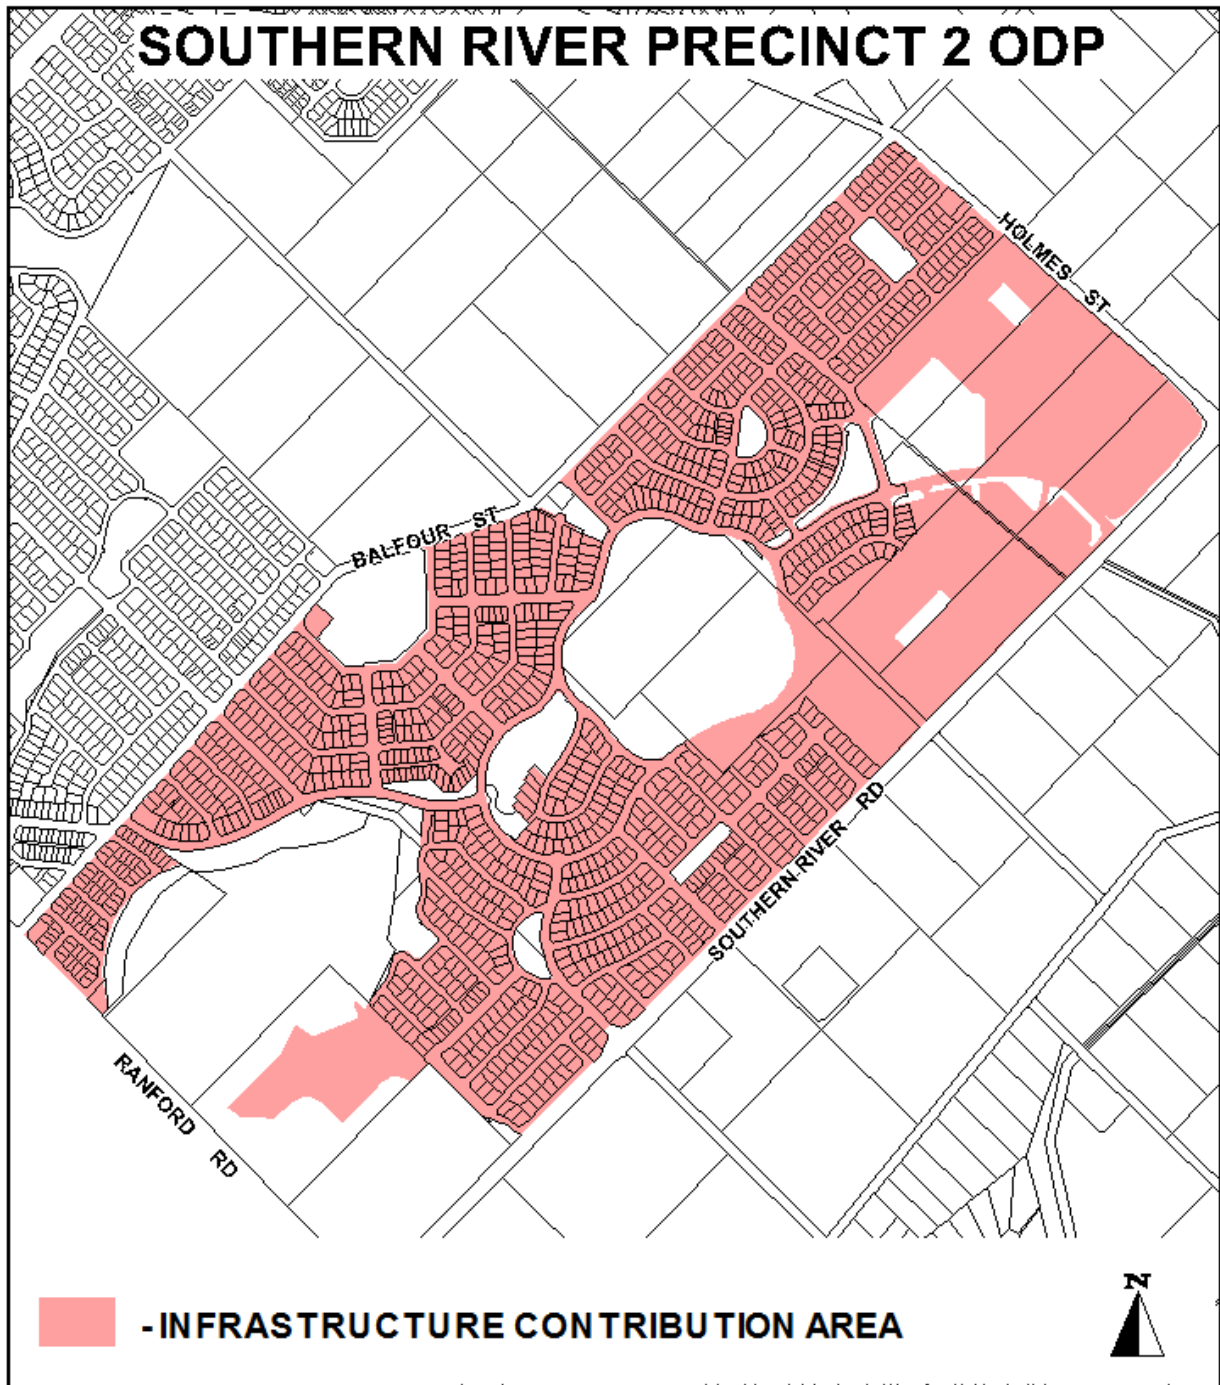 SOUTHERN RIVER PRECINCT 2 ODP
HOLMES ST
BALFOUR ST
SOUTHERN RIVER RD
RANFORD RD
N
- INFRASTRUCTURE CONTRIBUTION AREA